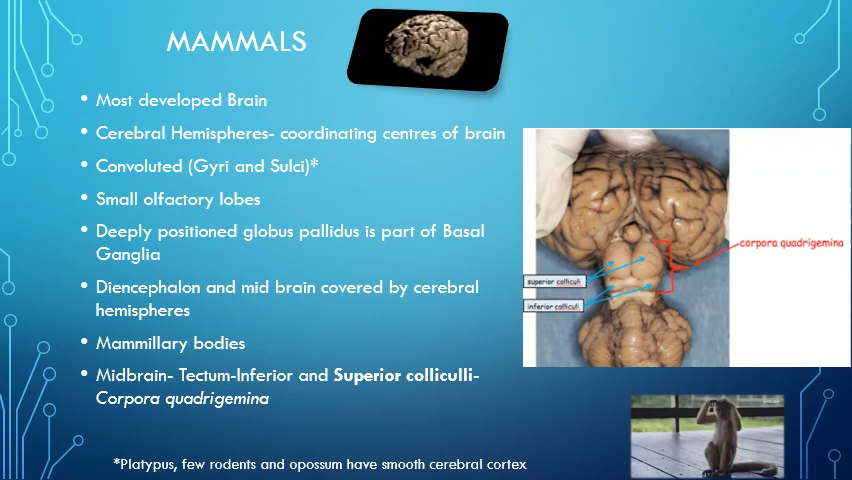 MAMMALS
Most developed Brain
Cerebral Hemispheres- coordinating centres of brain
Convoluted (Gyri and Sulci)*
Small olfactory lobes
Deeply positioned globus pallidus is part of Basal
Ganglia
Diencephalon and mid brain covered by cerebral
hemispheres
Mammillary bodies
Midbrain- Tectum-Inferior and Superior colliculli-
Corpora quadrigemina
*Platypus, few rodents and opossum have smooth cerebral cortex
corpora quadrigemina
superior colliculi
inferior colliculi